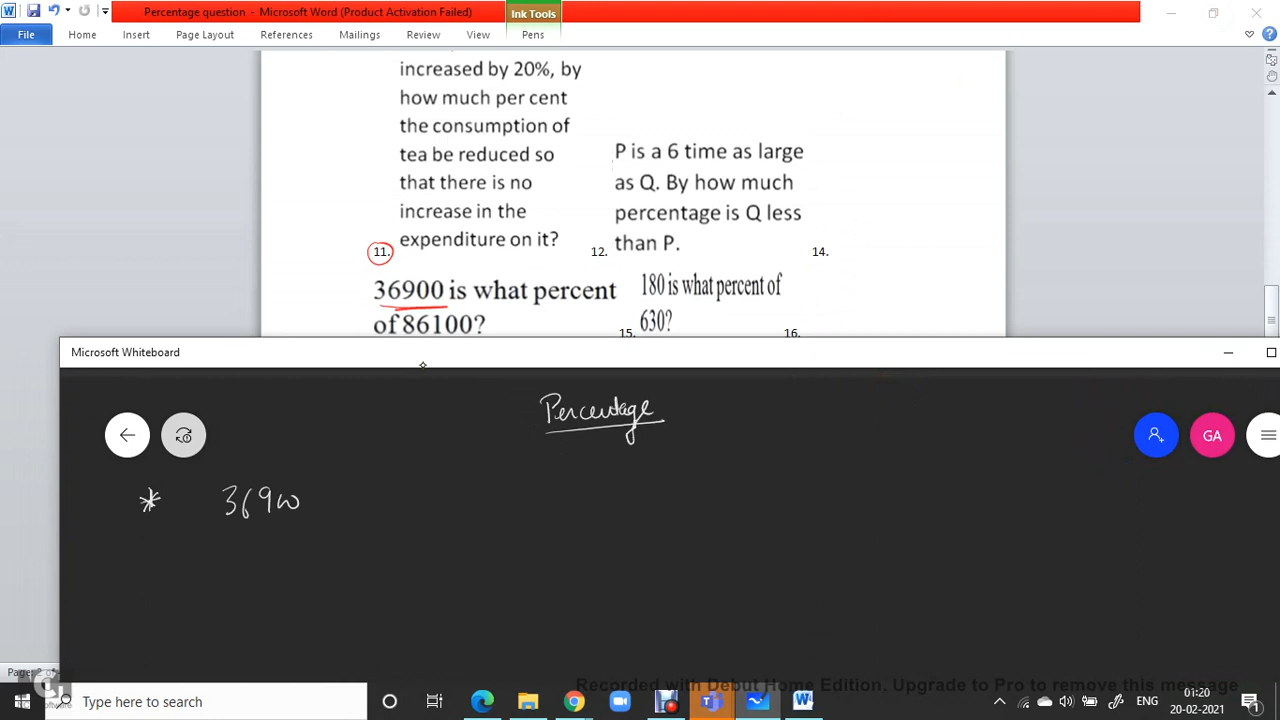 Percentage question - Microsoft Word (Product Activation Failed)
Ink Tools
File Home Insert Page Layout References Mailings Review View Pens
increased by 20%, by
how much per cent
the consumption of
tea be reduced so
that there is no
increase in the
expenditure on it?
11.
P is a 6 time as large
as Q. By how much
percentage is Q less
than P.
12.
14.
36900 is what percent
of 86100?
180 is what percent of
630?
15.
16.
Microsoft Whiteboard
Percentage
GA
* 36900
Page: 2 of
Recorded with Debut Home Edition. Upgrade to Pro to remove this message
Type here to search
ENG
01:20
20-02-2021